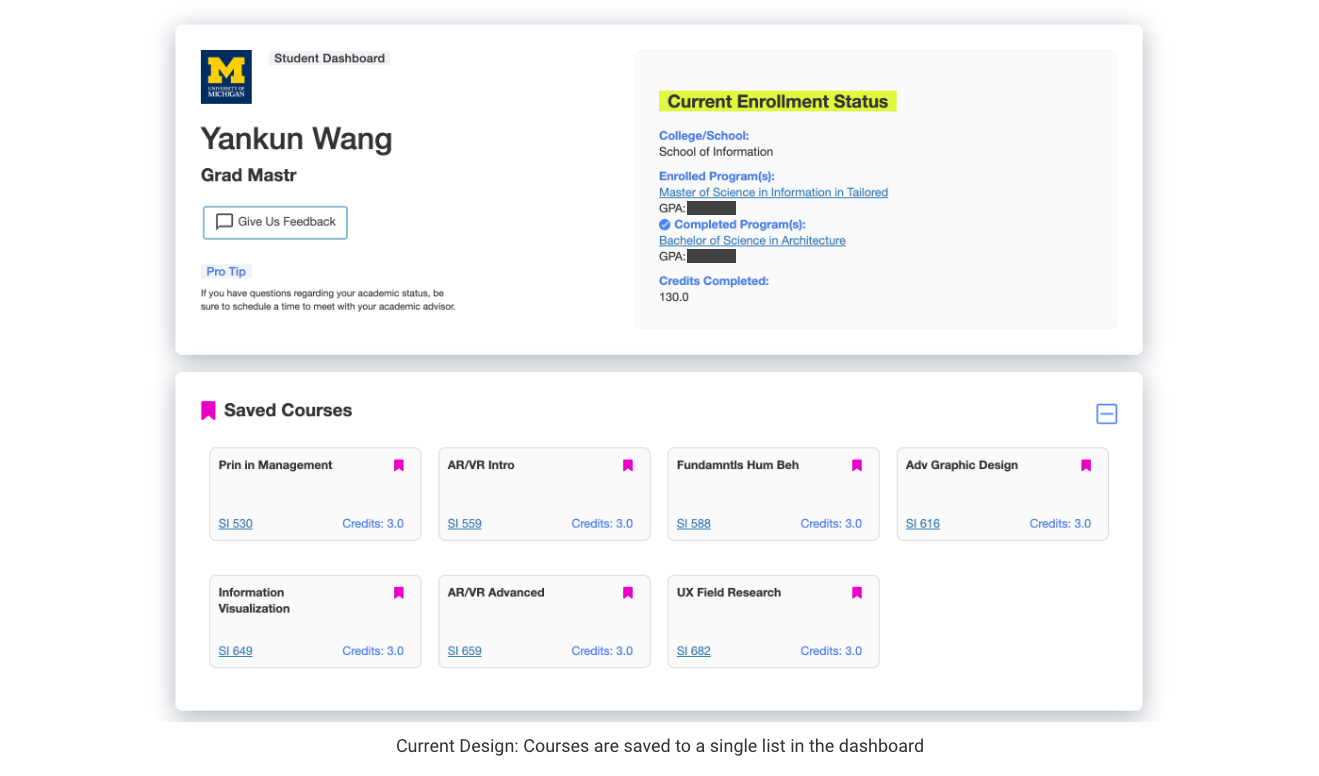 M
UNIVERSITY OF
MICHIGAN
Student Dashboard
Yankun Wang
Grad Mastr
Give Us Feedback
Pro Tip
If you have questions regarding your academic status, be
sure to schedule a time to meet with your academic advisor.
Current Enrollment Status
College/School:
School of Information
Enrolled Program(s):
Master of Science in Information in Tailored
GPA:
Completed Program(s):
Bachelor of Science in Architecture
GPA:
Credits Completed:
130.0
Saved Courses
Prin in Management
SI 530 Credits: 3.0
AR/VR Intro
SI 559 Credits: 3.0
Fundamntls Hum Beh
SI 588 Credits: 3.0
Adv Graphic Design
SI 616 Credits: 3.0
Information
Visualization
SI 649 Credits: 3.0
AR/VR Advanced
SI 659 Credits: 3.0
UX Field Research
SI 682 Credits: 3.0
Current Design: Courses are saved to a single list in the dashboard